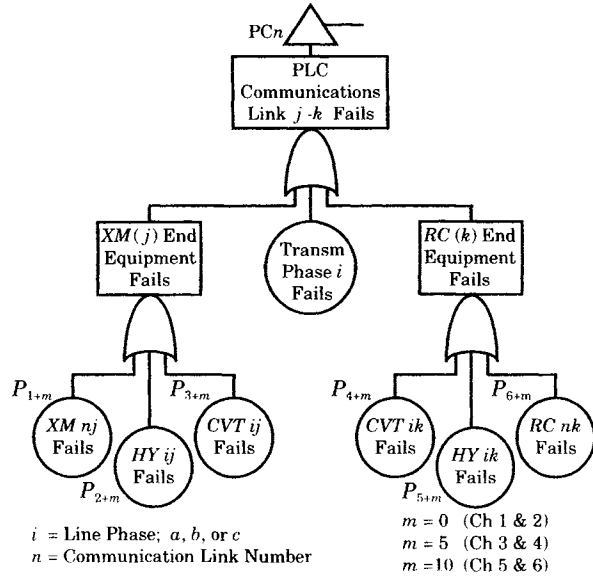 PCn
PLC
Communications
Link j-k Fails
XM(j) End
Equipment
Fails
Transm
Phase i
Fails
RC (k) End
Equipment
Fails
P1+m
P3+m
P4+m
P6+m
XM nj
Fails
HY ij
Fails
CVT ij
Fails
CVT ik
Fails
HY ik
Fails
RC nk
Fails
P2+m
P5+m
i = Line Phase; a, b, or c
n = Communication Link Number
m = 0 (Ch 1 & 2)
m = 5 (Ch 3 & 4)
m = 10 (Ch 5 & 6)